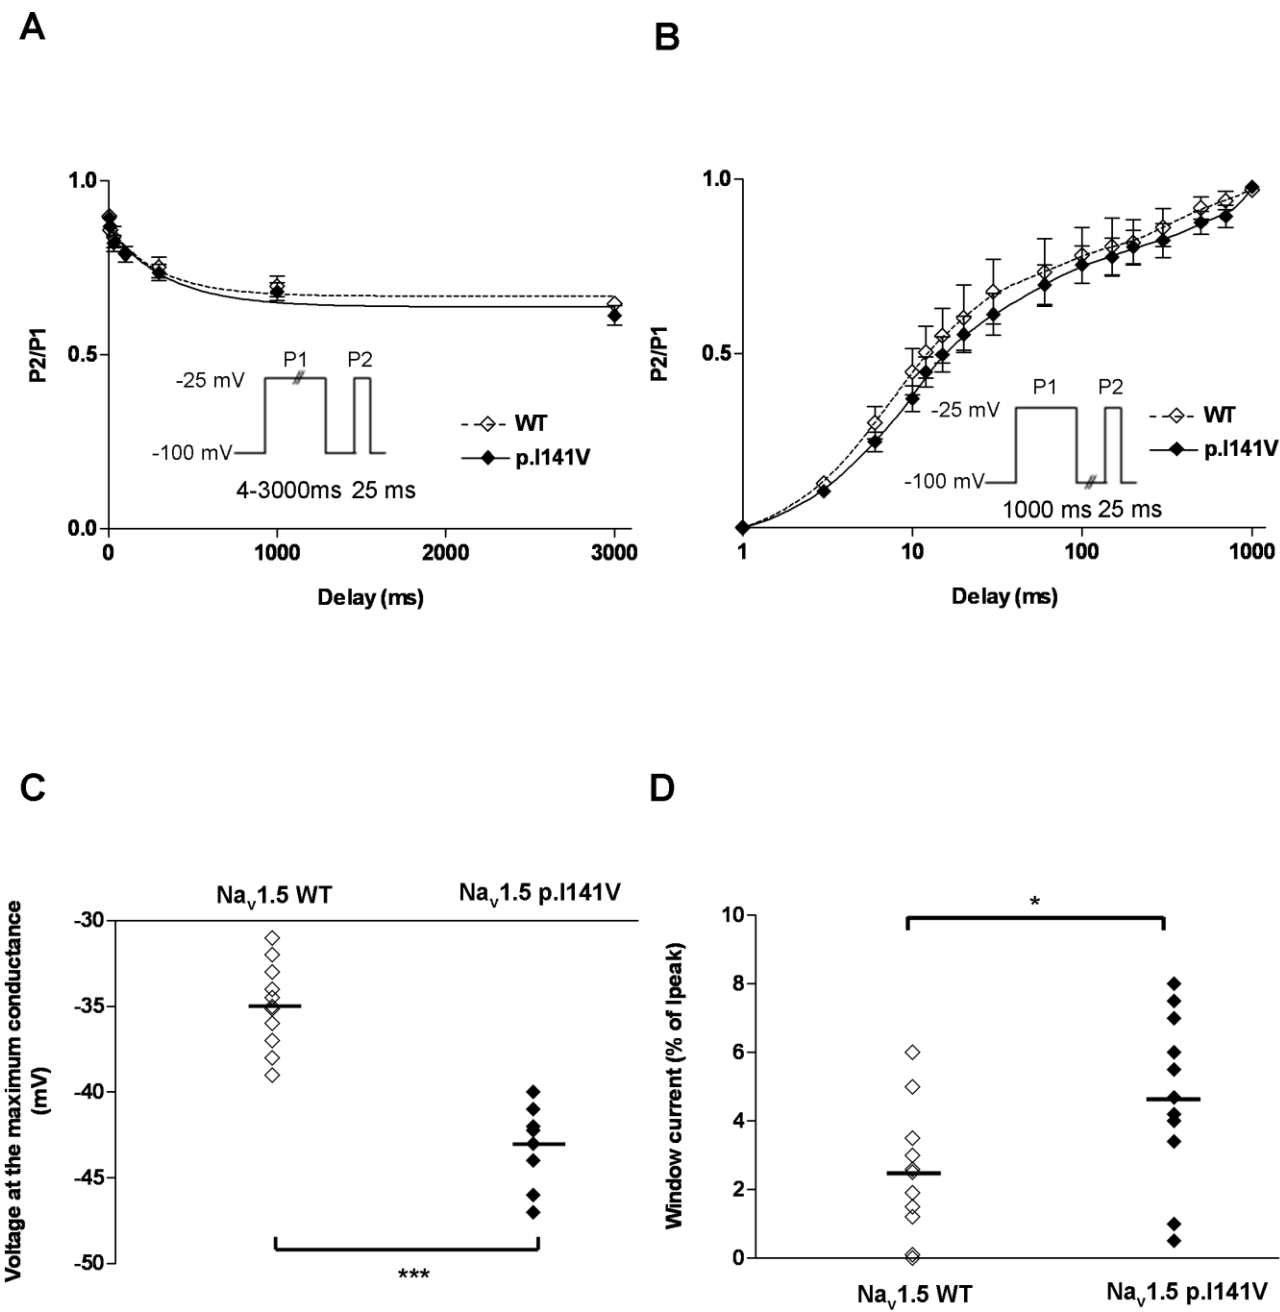 A
1.0
0.5
0.0
P2/P1
P1 P2
-25 mV
-100 mV
4-3000ms 25 ms
WT
p.I141V
0 1000 2000 3000
Delay (ms)
B
1.0
0.5
P2/P1
P1 P2
-25 mV
-100 mV
1000 ms 25 ms
WT
p.I141V
1 10 100 1000
Delay (ms)
C
Nav1.5 WT Nav1.5 p.I141V
Voltage at the maximum conductance
(mV)
-30
-35
-40
-45
-50
***
D
Window current (% of Ipeak)
10
8
6
4
2
0
*
Nav1.5 WT Nav1.5 p.I141V